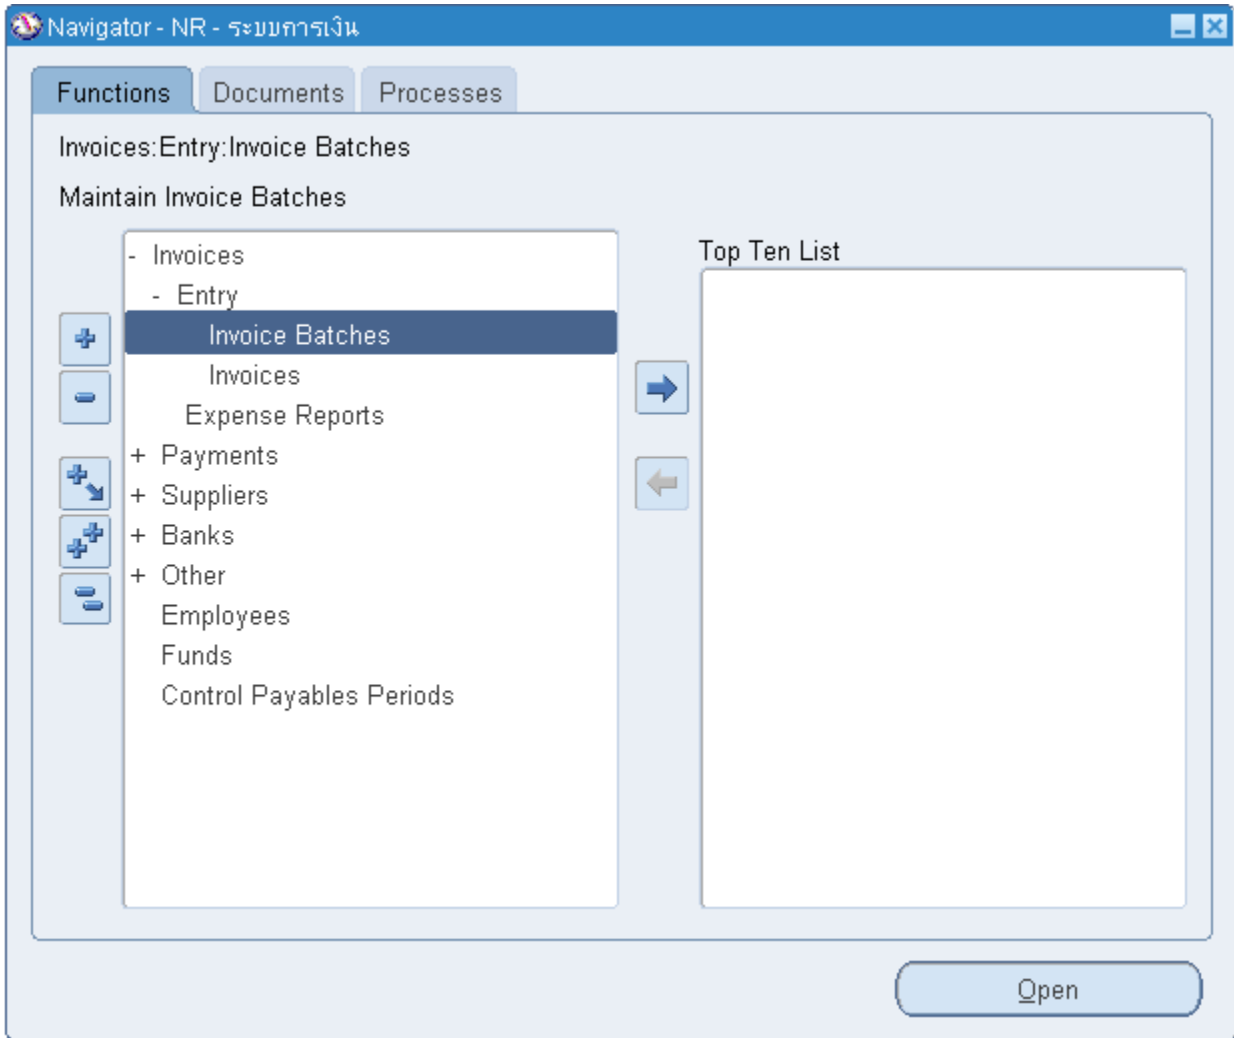 Navigator - NR - ระบบการเงิน
Functions
Documents
Processes
Invoices:Entry:Invoice Batches
Maintain Invoice Batches
- Invoices
- Entry
Invoice Batches
Invoices
Expense Reports
+ Payments
+ Suppliers
+ Banks
+ Other
Employees
Funds
Control Payables Periods
Top Ten List
Open